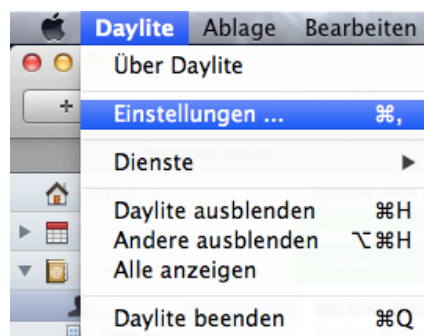 Daylite Ablage Bearbeiten
Über Daylite
Einstellungen ... ⌘,
Dienste
Daylite ausblenden ⌘H
Andere ausblenden ⌥⌘H
Alle anzeigen
Daylite beenden ⌘Q